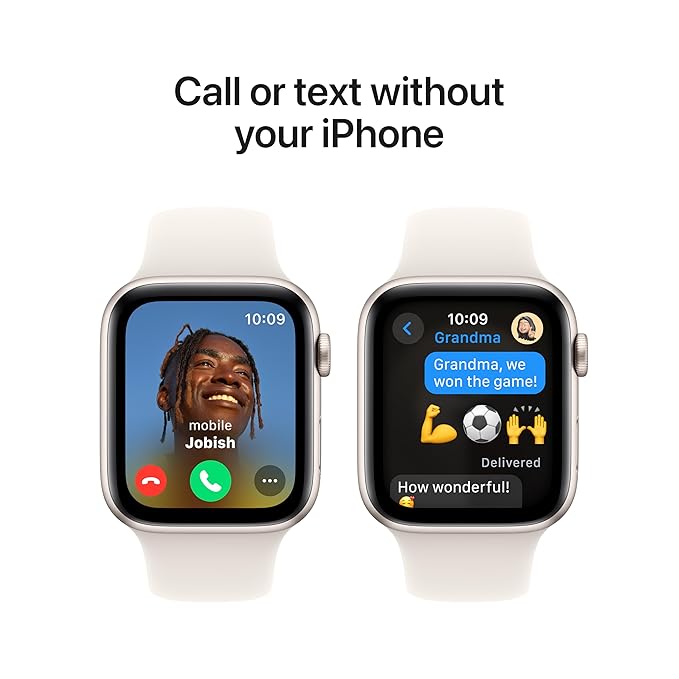 Call or text without
your iPhone
10:09
mobile
Jobish
10:09
Grandma
Grandma, we
won the game!
💪⚽🙌
Delivered
How wonderful!
🥰